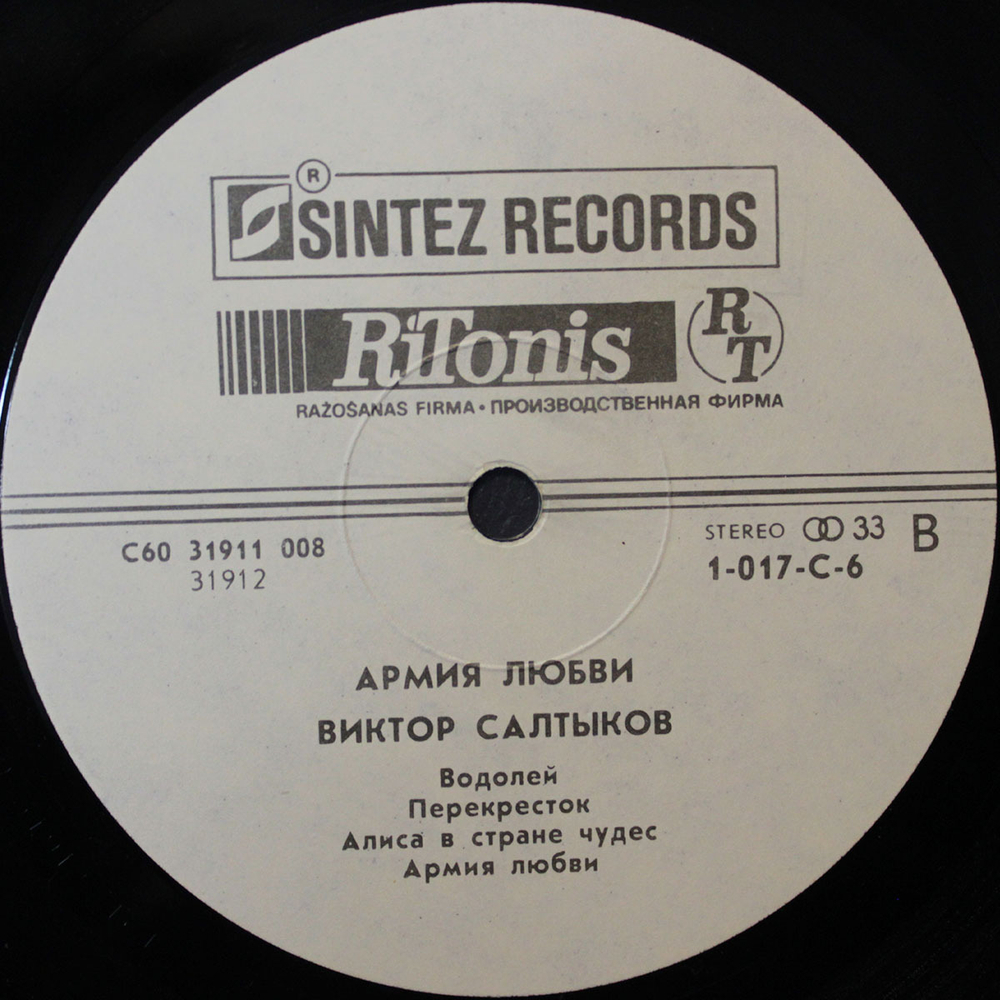 ®
SINTEZ RECORDS
RiTonis RT
RAŽOŠANAS FIRMA • ПРОИЗВОДСТВЕННАЯ ФИРМА
C60 31911 008
31912
STEREO 33 B
1-017-C-6
АРМИЯ ЛЮБВИ
ВИКТОР САЛТЫКОВ
Водолей
Перекресток
Алиса в стране чудес
Армия любви